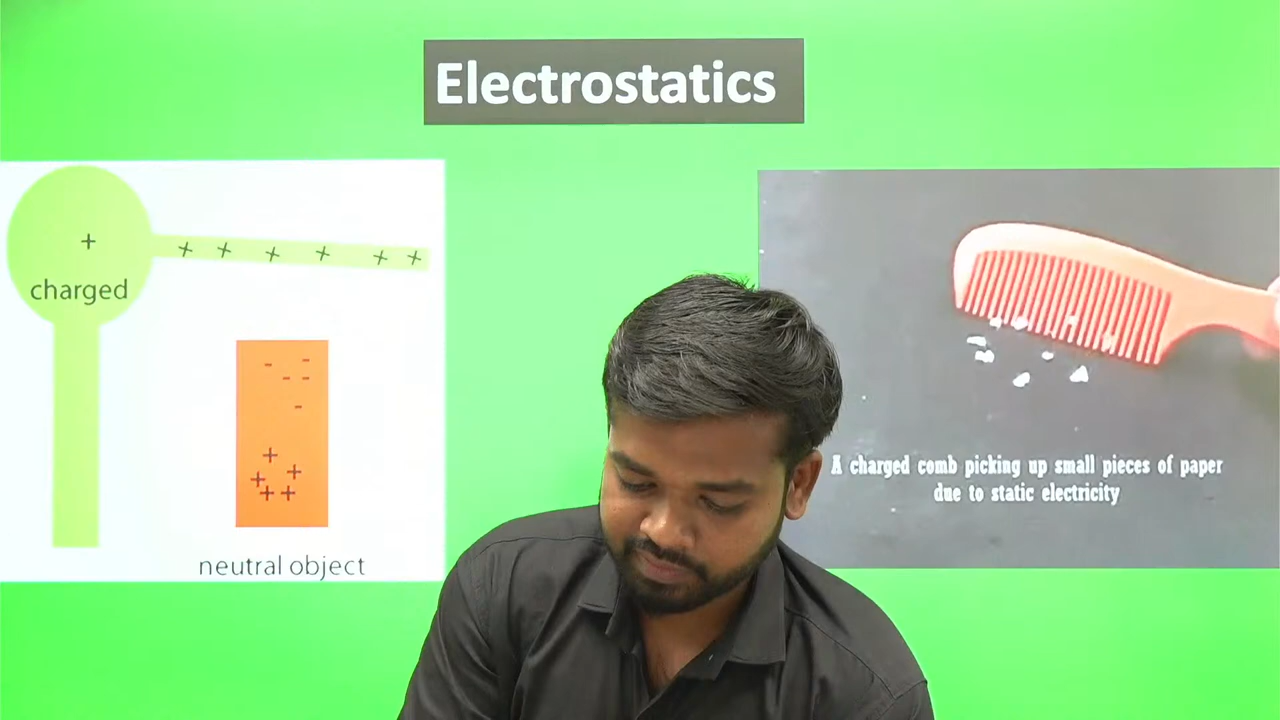 Electrostatics
+
charged
+ + + + + +
- -
- -
-
+
+ +
+ +
neutral object
A charged comb picking up small pieces of paper
due to static electricity